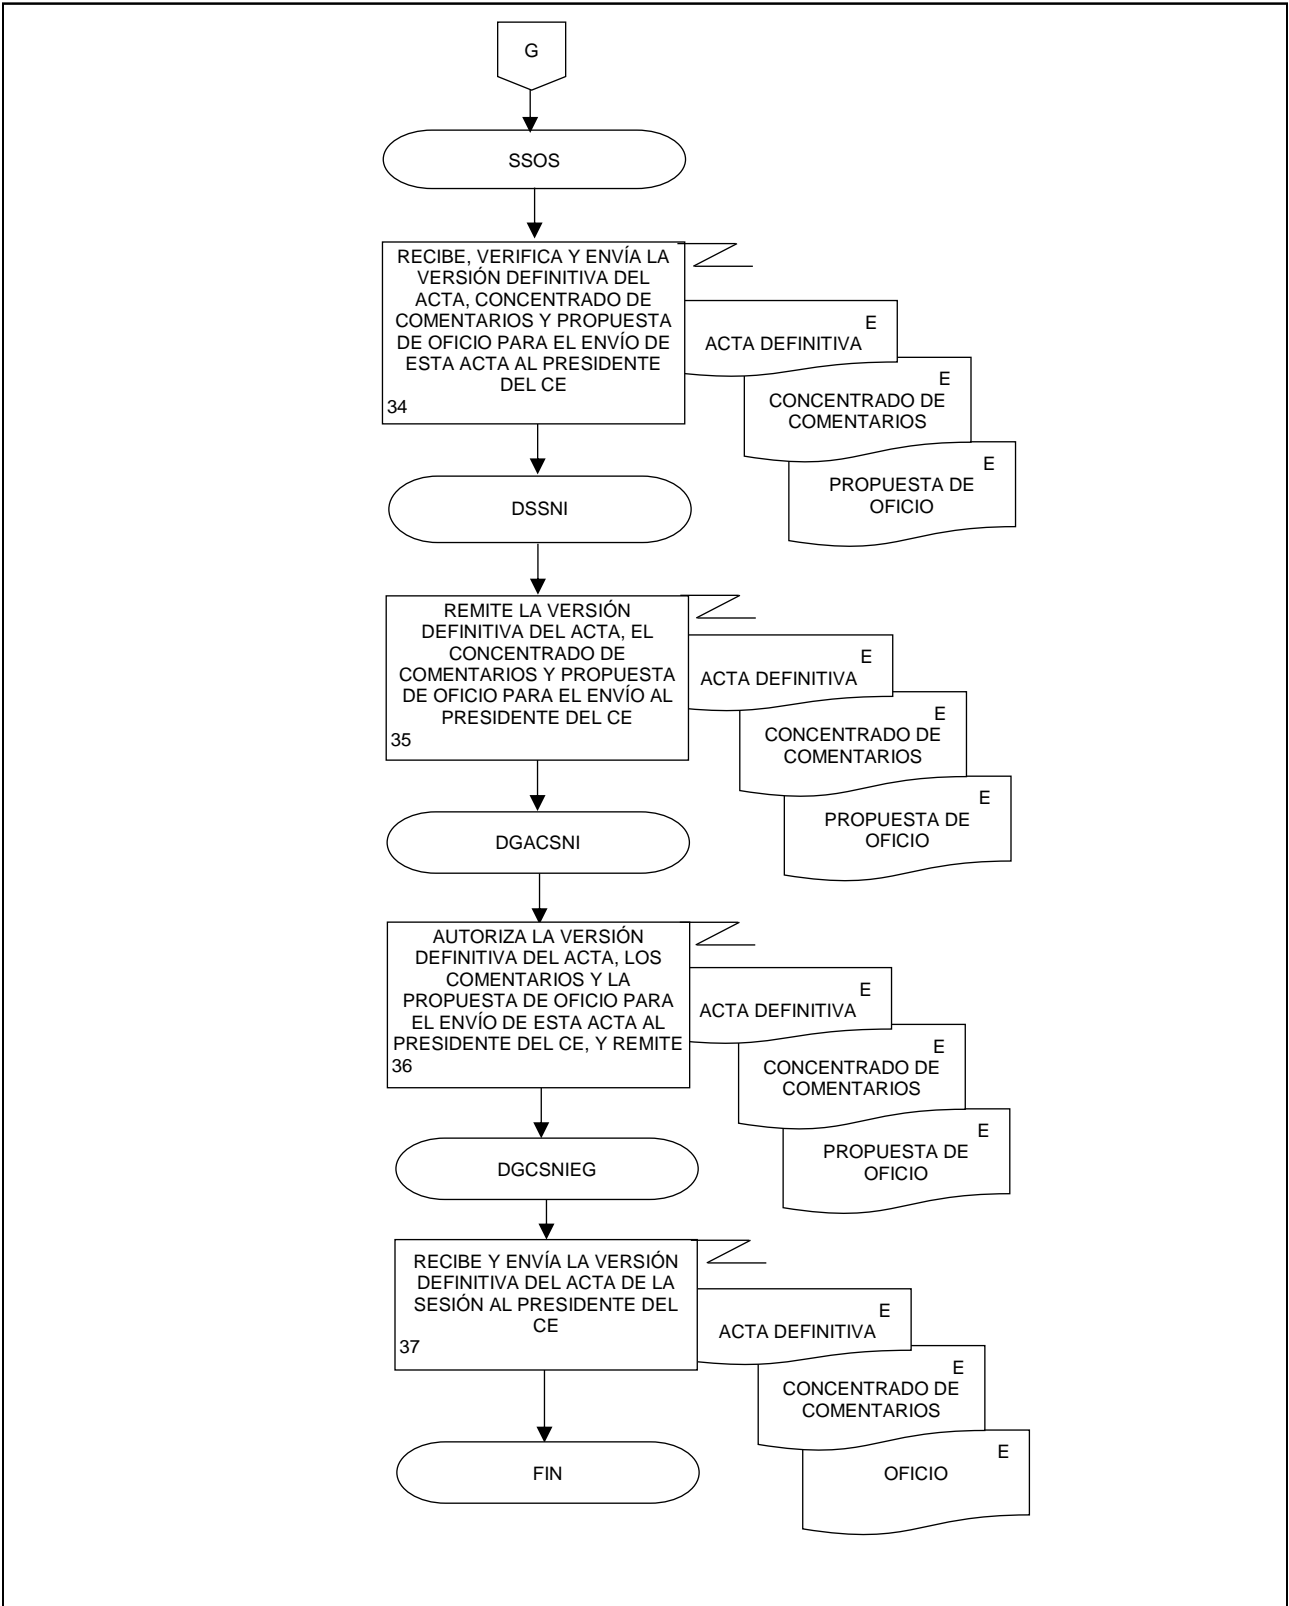 G
SSOS
RECIBE, VERIFICA Y ENVÍA LA
VERSIÓN DEFINITIVA DEL
ACTA, CONCENTRADO DE
COMENTARIOS Y PROPUESTA
DE OFICIO PARA EL ENVÍO DE
ESTA ACTA AL PRESIDENTE
DEL CE
34
E
ACTA DEFINITIVA
E
CONCENTRADO DE
COMENTARIOS
E
PROPUESTA DE
OFICIO
DSSNI
REMITE LA VERSIÓN
DEFINITIVA DEL ACTA, EL
CONCENTRADO DE
COMENTARIOS Y PROPUESTA
DE OFICIO PARA EL ENVÍO AL
PRESIDENTE DEL CE
35
E
ACTA DEFINITIVA
E
CONCENTRADO DE
COMENTARIOS
E
PROPUESTA DE
OFICIO
DGACSNI
AUTORIZA LA VERSIÓN
DEFINITIVA DEL ACTA, LOS
COMENTARIOS Y LA
PROPUESTA DE OFICIO PARA
EL ENVÍO DE ESTA ACTA AL
PRESIDENTE DEL CE, Y REMITE
36
E
ACTA DEFINITIVA
E
CONCENTRADO DE
COMENTARIOS
E
PROPUESTA DE
OFICIO
DGCSNIEG
RECIBE Y ENVÍA LA VERSIÓN
DEFINITIVA DEL ACTA DE LA
SESIÓN AL PRESIDENTE DEL
CE
37
E
ACTA DEFINITIVA
E
CONCENTRADO DE
COMENTARIOS
E
OFICIO
FIN